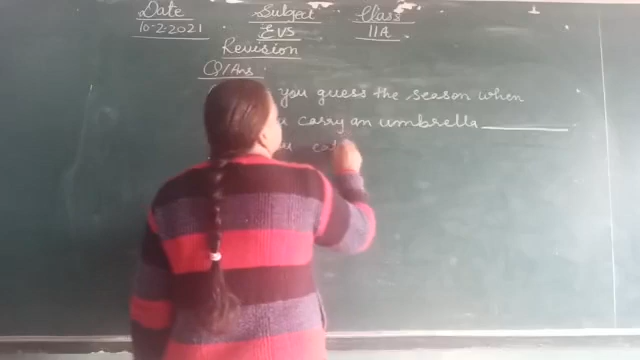 Date Subject Class
10-2-2021 EVS IIA
Revision
Q/Ans
you guess the season when
carry an umbrella